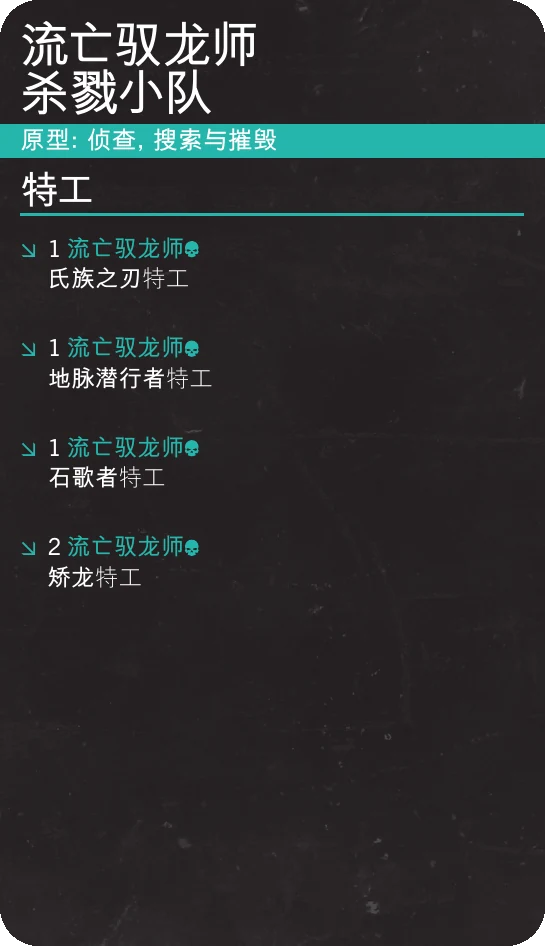 流亡驭龙师
杀戮小队
原型: 侦查, 搜索与摧毁
特工
1 流亡驭龙师
氏族之刃特工
1 流亡驭龙师
地脉潜行者特工
1 流亡驭龙师
石歌者特工
2 流亡驭龙师
矫龙特工